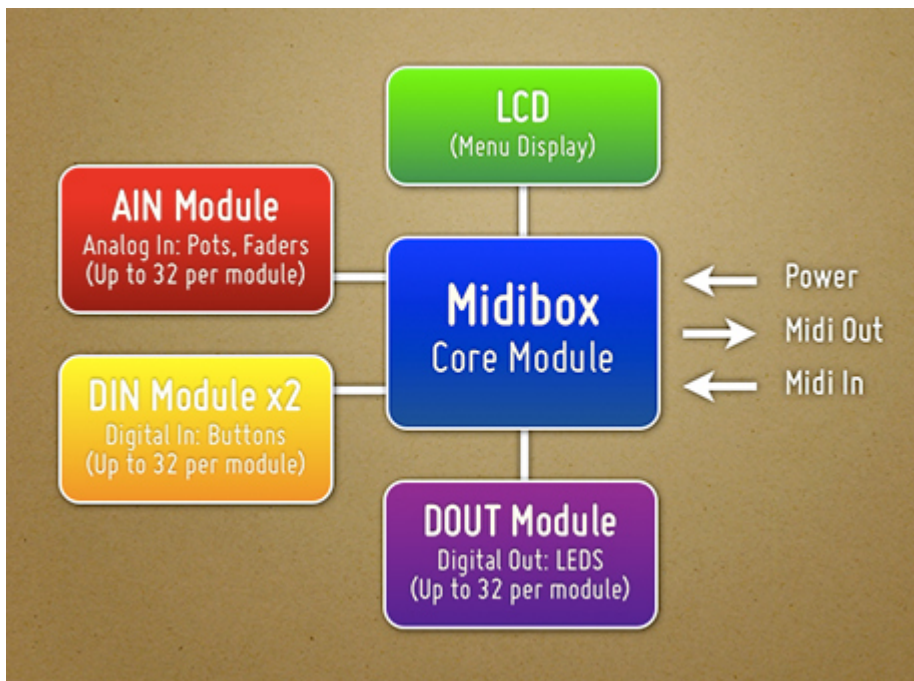 LCD
(Menu Display)
AIN Module
Analog In: Pots, Faders
(Up to 32 per module)
Midibox
Core Module
Power
Midi Out
Midi In
DIN Module x2
Digital In: Buttons
(Up to 32 per module)
DOUT Module
Digital Out: LEDS
(Up to 32 per module)